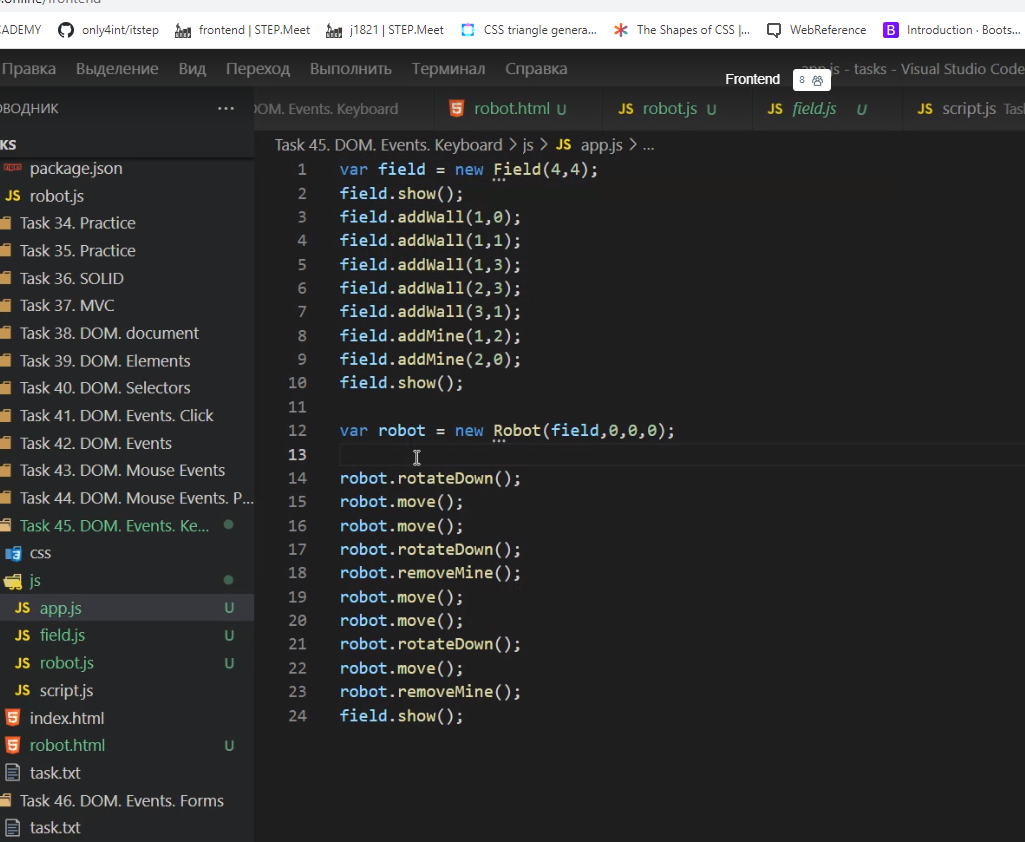 .online/frontend
CADEMY only4int/itstep frontend | STEP.Meet j1821 | STEP.Meet CSS triangle genera... The Shapes of CSS |... WebReference B Introduction · Boots...
Правка Выделение Вид Переход Выполнить Терминал Справка app.js - tasks - Visual Studio Code
Frontend 8
ОВОДНИК ...
DOM. Events. Keyboard robot.html U JS robot.js U JS field.js U JS script.js Tas
KS
Task 45. DOM. Events. Keyboard > js > JS app.js > ...
package.json
JS robot.js
Task 34. Practice
Task 35. Practice
Task 36. SOLID
Task 37. MVC
Task 38. DOM. document
Task 39. DOM. Elements
Task 40. DOM. Selectors
Task 41. DOM. Events. Click
Task 42. DOM. Events
Task 43. DOM. Mouse Events
Task 44. DOM. Mouse Events. P...
Task 45. DOM. Events. Ke...
css
js
JS app.js U
JS field.js U
JS robot.js U
JS script.js
index.html
robot.html U
task.txt
Task 46. DOM. Events. Forms
task.txt
1 var field = new Field(4,4);
2 field.show();
3 field.addWall(1,0);
4 field.addWall(1,1);
5 field.addWall(1,3);
6 field.addWall(2,3);
7 field.addWall(3,1);
8 field.addMine(1,2);
9 field.addMine(2,0);
10 field.show();
11
12 var robot = new Robot(field,0,0,0);
13
14 robot.rotateDown();
15 robot.move();
16 robot.move();
17 robot.rotateDown();
18 robot.removeMine();
19 robot.move();
20 robot.move();
21 robot.rotateDown();
22 robot.move();
23 robot.removeMine();
24 field.show();